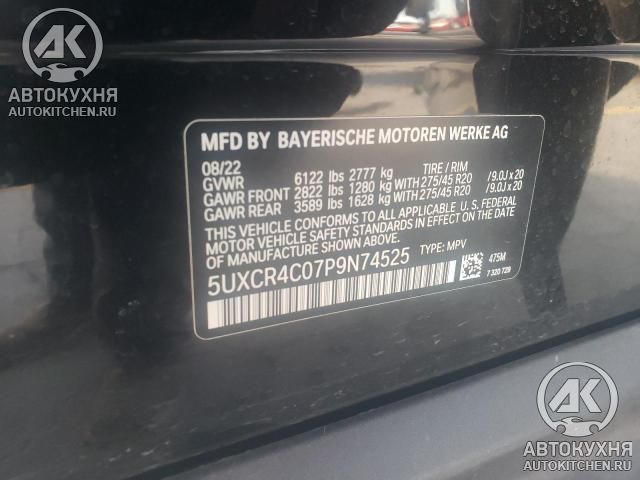 АК
АВТОКУХНЯ
AUTOKITCHEN.RU
MFD BY BAYERISCHE MOTOREN WERKE AG
08/22 TIRE / RIM
GVWR 6122 lbs 2777 kg
GAWR FRONT 2822 lbs 1280 kg WITH 275/45 R20 /9.0J x 20
GAWR REAR 3589 lbs 1628 kg WITH 275/45 R20 /9.0J x 20
THIS VEHICLE CONFORMS TO ALL APPLICABLE U. S. FEDERAL
MOTOR VEHICLE SAFETY STANDARDS IN EFFECT ON THE
DATE OF MANUFACTURE SHOWN ABOVE.
5UXCR4C07P9N74525 TYPE: MPV
475M
7 320 729
АК
АВТОКУХНЯ
AUTOKITCHEN.RU